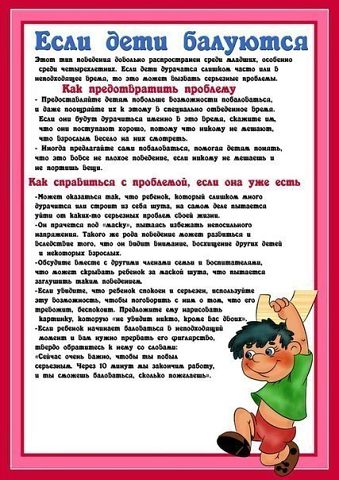 Если дети балуются
Этот тип поведения довольно распространен среди младших, особенно
среди четырехлетних. Если дети дурачатся слишком часто или в
неподходящее время, то это может вызвать серьезные проблемы.
Как предотвратить проблему
- Предоставляйте детям побольше возможности побаловаться,
и даже поощряйте их к этому в специально отведенное время.
Если они будут дурачиться именно в это время, скажите им,
что они поступают хорошо, потому что никому не мешают,
что взрослым весело на них смотреть.
- Иногда предлагайте сами побаловаться, помогая детям понять,
что это вовсе не плохое поведение, если никому не мешаешь и
не портишь вещи.
Как справиться с проблемой, если она уже есть
-Может оказаться так, что ребенок, который слишком много
дурачится или строит из себя шута, на самом деле пытается
уйти от каких-то серьезных проблем своей жизни.
-Он прячется под «маску», пытаясь избежать непосильного
напряжения. Такого же рода поведение может развиться и
вследствие того, что он видит внимание, восхищение других детей
и некоторых взрослых.
-Обсудите вместе с другими членами семьи и воспитателями,
что может скрывать ребенок за маской шута, что пытается
заглушить таким поведением.
-Если увидите, что ребенок спокоен и серьезен, используйте
эту возможность, чтобы поговорить с ним о том, что его
тревожит, беспокоит. Предложите ему нарисовать
картинку, которую «не увидит никто, кроме вас двоих».
-Если ребенок начинает баловаться в неподходящий
момент и вам нужно прервать его фиглярство,
твердо обратитесь к нему со словами:
«Сейчас очень важно, чтобы ты побыл
серьезным. Через 10 минут мы закончим работу,
и ты сможешь баловаться, сколько пожелаешь».